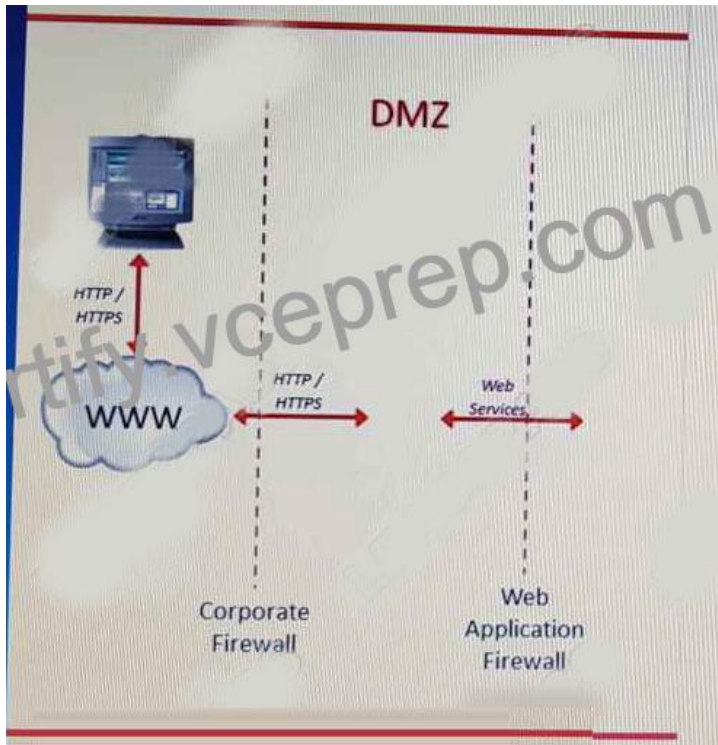 DMZ
HTTP /
HTTPS
WWW
HTTP /
HTTPS
Web
Services
Corporate
Firewall
Web
Application
Firewall
rtify.vceprep.com